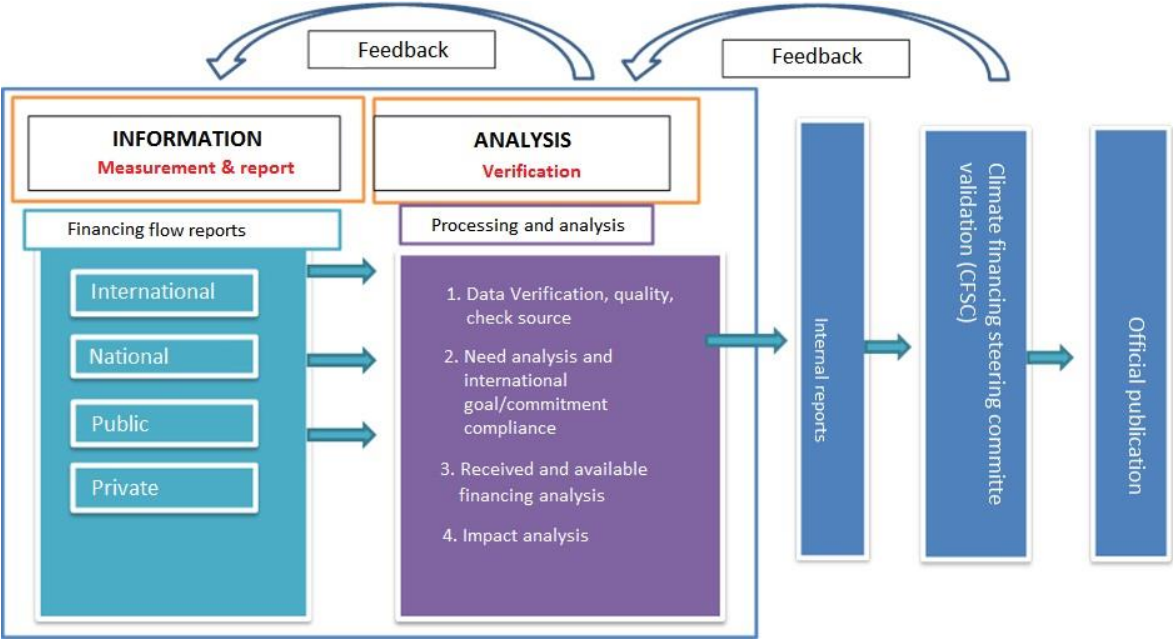 Feedback
Feedback
INFORMATION
Measurement & report
ANALYSIS
Verification
Financing flow reports
International
National
Public
Private
Processing and analysis
1. Data Verification, quality,
check source
2. Need analysis and
international
goal/commitment
compliance
3. Received and available
financing analysis
4. Impact analysis
Internal reports
Climate financing steering committe
validation (CFSC)
Official publication